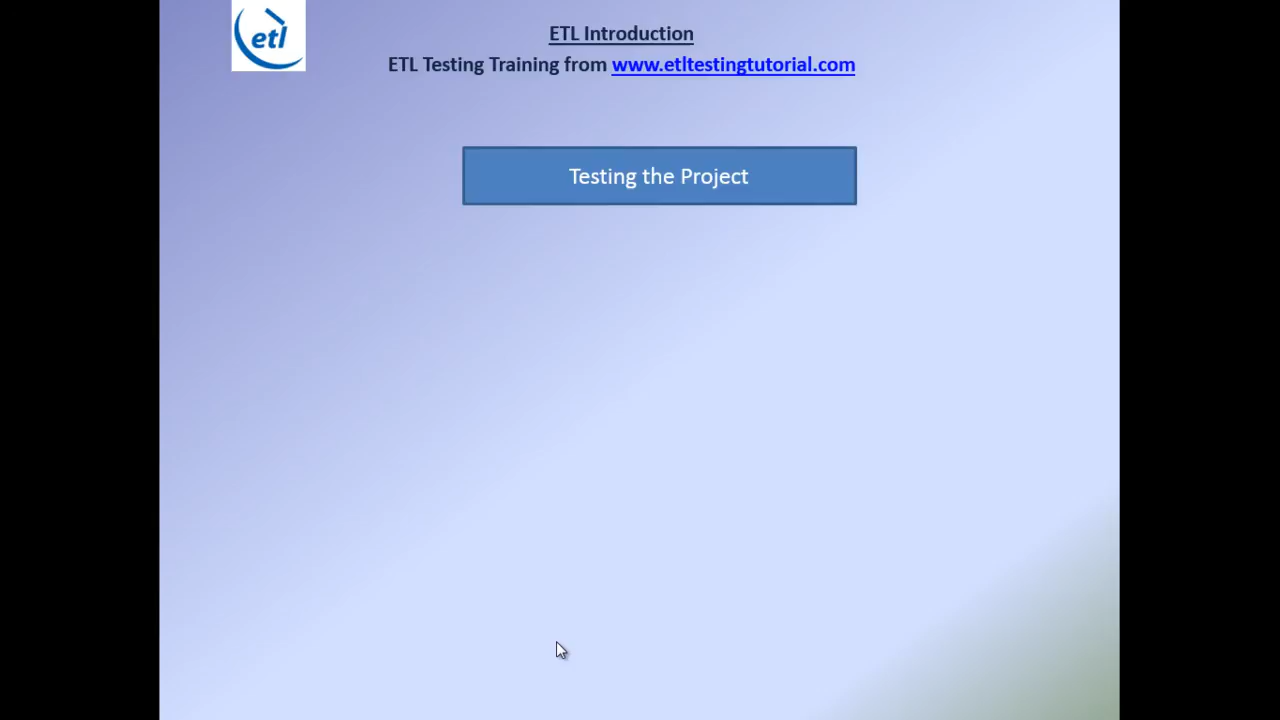 etl
ETL Introduction
ETL Testing Training from www.etltestingtutorial.com
Testing the Project